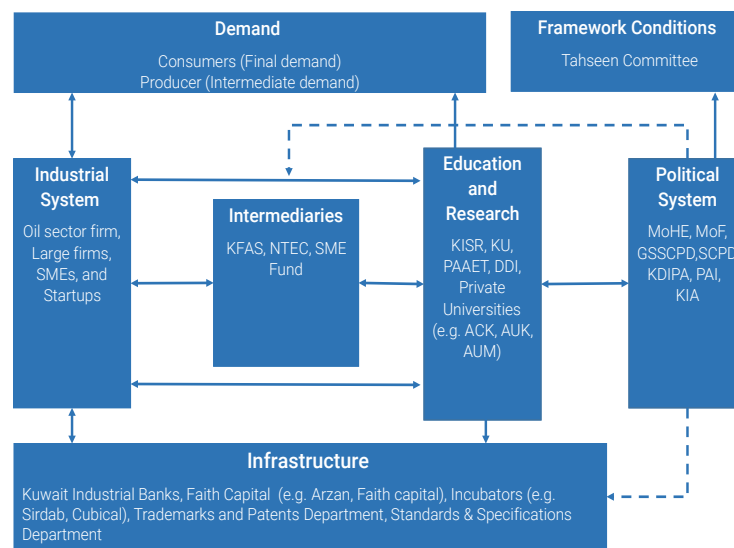 Demand
Consumers (Final demand)
Producer (Intermediate demand)
Framework Conditions
Tahseen Committee
Industrial
System
Oil sector firm,
Large firms,
SMEs, and
Startups
Intermediaries
KFAS, NTEC, SME
Fund
Education
and
Research
KISR, KU,
PAAET, DDI,
Private
Universities
(e.g. ACK, AUK,
AUM)
Political
System
MoHE, MoF,
GSSCPD,SCPD
KDIPA, PAI,
KIA
Infrastructure
Kuwait Industrial Banks, Faith Capital (e.g. Arzan, Faith capital), Incubators (e.g.
Sirdab, Cubical), Trademarks and Patents Department, Standards & Specifications
Department